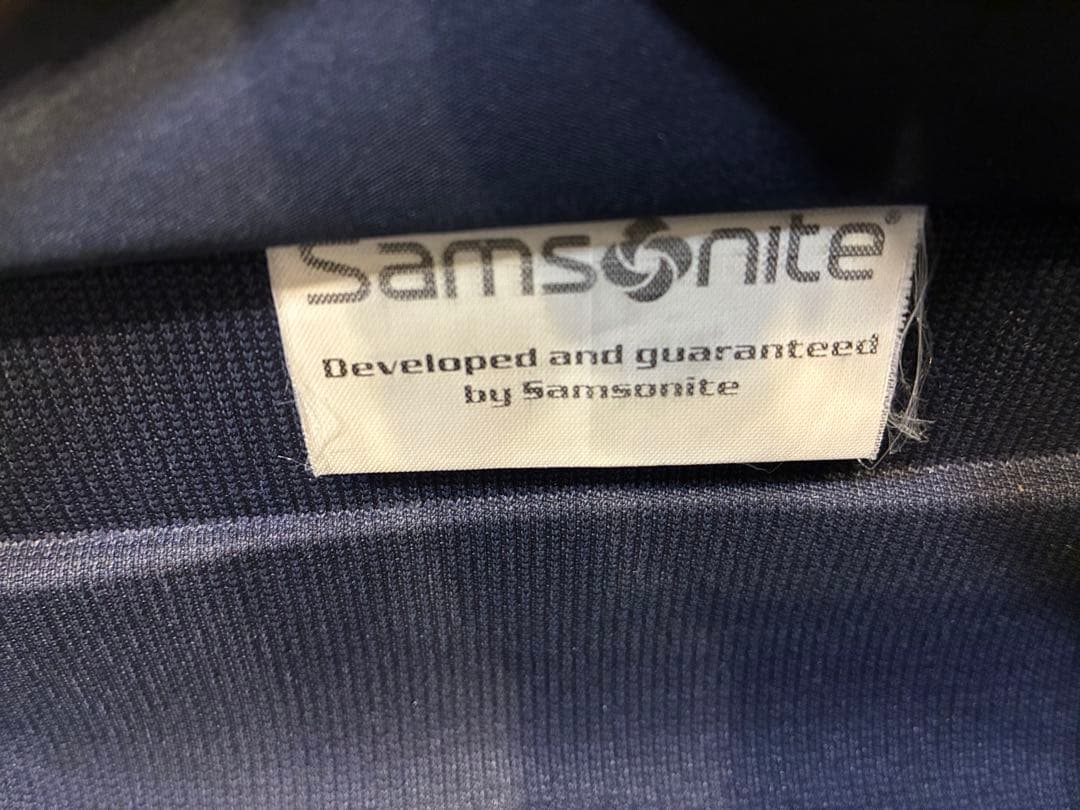 Samsonite®
Developed and guaranteed
by Samsonite